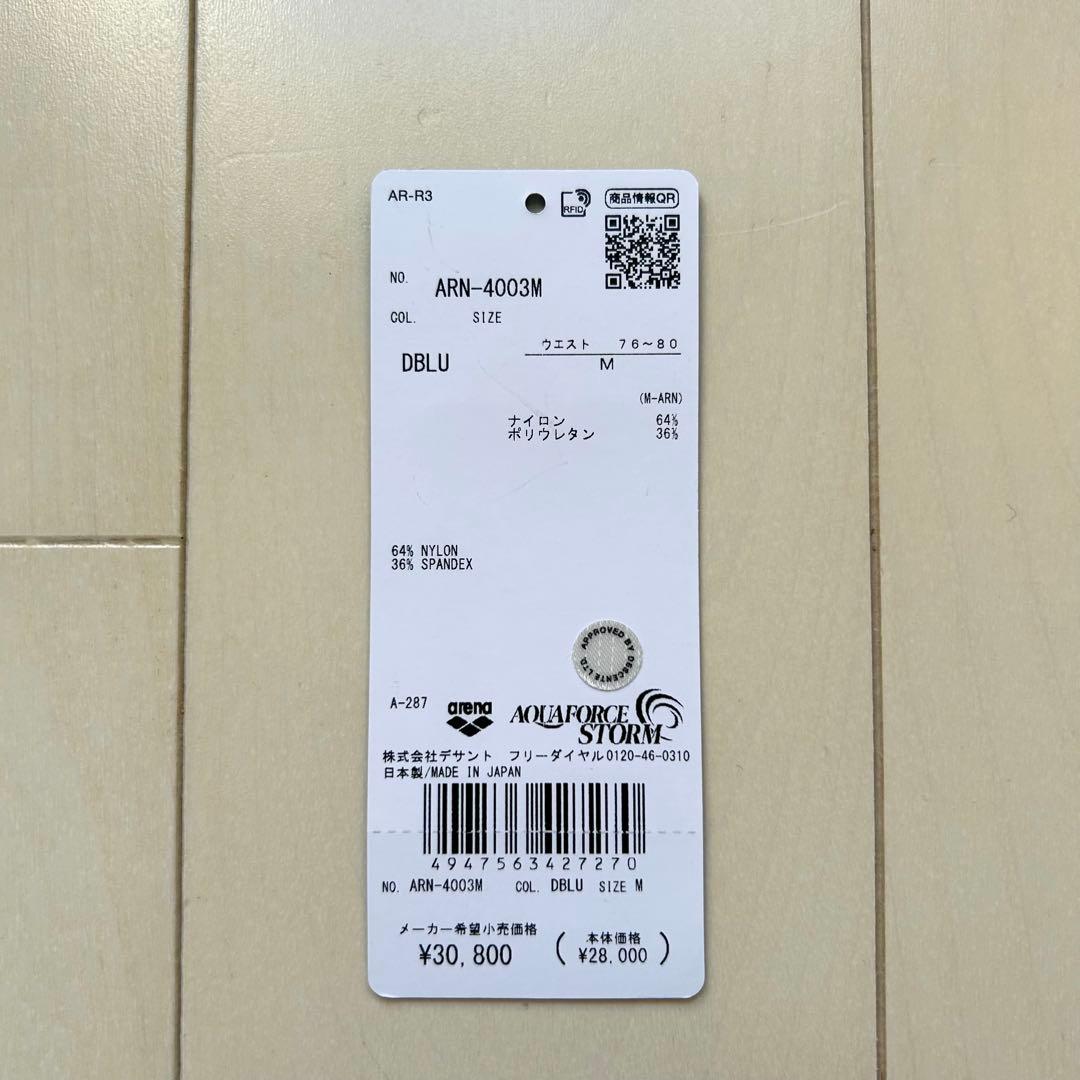 AR-R3
RFID
商品情報QR
NO. ARN-4003M
COL. SIZE
ウエスト 76~80
DBLU M
(M-ARN)
ナイロン 64%
ポリウレタン 36%
64% NYLON
36% SPANDEX
APPROVED BY DESCENTE LTD.
A-287 arena AQUAFORCE
STORM
株式会社デサント フリーダイヤル0120-46-0310
日本製/MADE IN JAPAN
4947563427270
NO. ARN-4003M COL. DBLU SIZE M
メーカー希望小売価格
¥30,800
(本体価格
¥28,000)